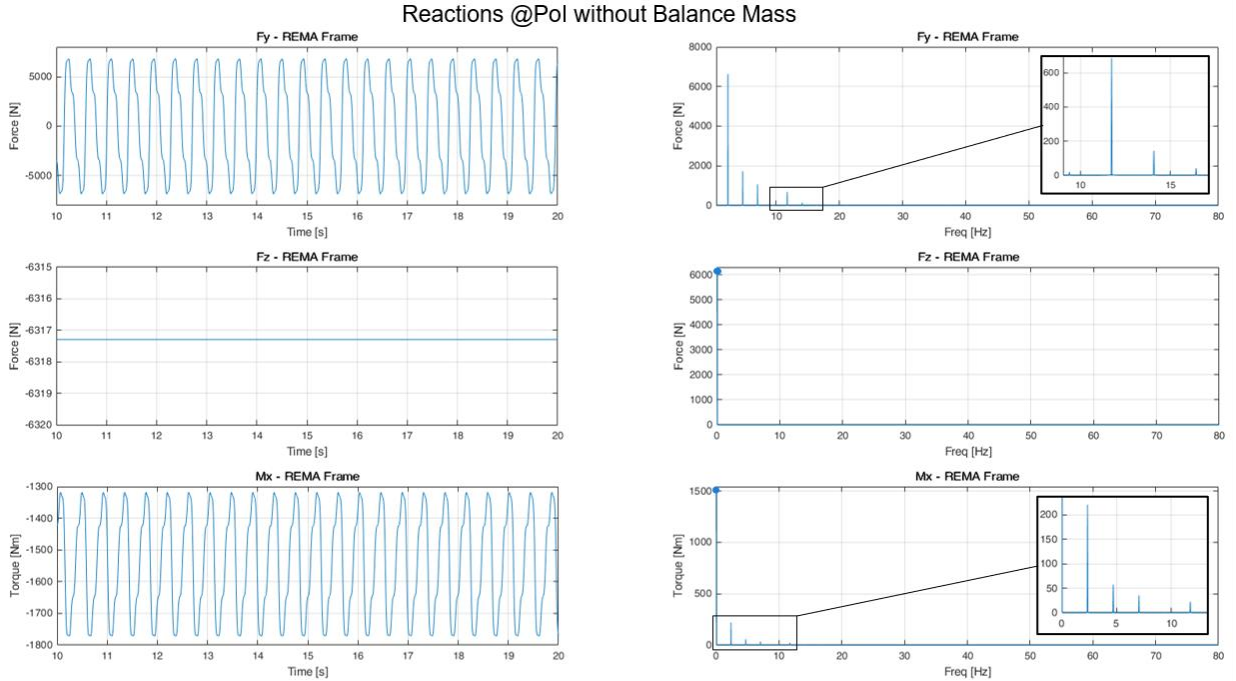 Reactions @PoI without Balance Mass
Fy - REMA Frame
Force [N]
5000
0
-5000
10 11 12 13 14 15 16 17 18 19 20
Time [s]
Fy - REMA Frame
Force [N]
8000
6000
4000
2000
0
10 20 30 40 50 60 70 80
Freq [Hz]
600
400
200
0
10 15
Fz - REMA Frame
Force [N]
-6315
-6316
-6317
-6318
-6319
-6320
10 11 12 13 14 15 16 17 18 19 20
Time [s]
Fz - REMA Frame
Force [N]
6000
5000
4000
3000
2000
1000
0
0 10 20 30 40 50 60 70 80
Freq [Hz]
Mx - REMA Frame
Torque [Nm]
-1300
-1400
-1500
-1600
-1700
-1800
10 11 12 13 14 15 16 17 18 19 20
Time [s]
Mx - REMA Frame
Torque [Nm]
1500
1000
500
0
0 10 20 30 40 50 60 70 80
Freq [Hz]
200
150
100
50
0
0 5 10